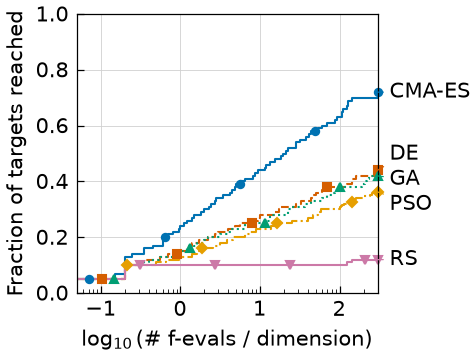 Fraction of targets reached
1.0
0.8
0.6
0.4
0.2
0.0
−1
0
1
2
log10 (# f-evals / dimension)
CMA-ES
DE
GA
PSO
RS